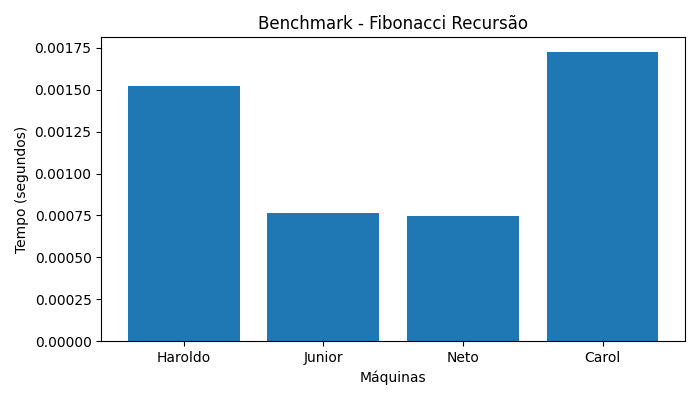 Benchmark - Fibonacci Recursão
Tempo (segundos)
0.00175
0.00150
0.00125
0.00100
0.00075
0.00050
0.00025
0.00000
Haroldo Junior Neto Carol
Máquinas